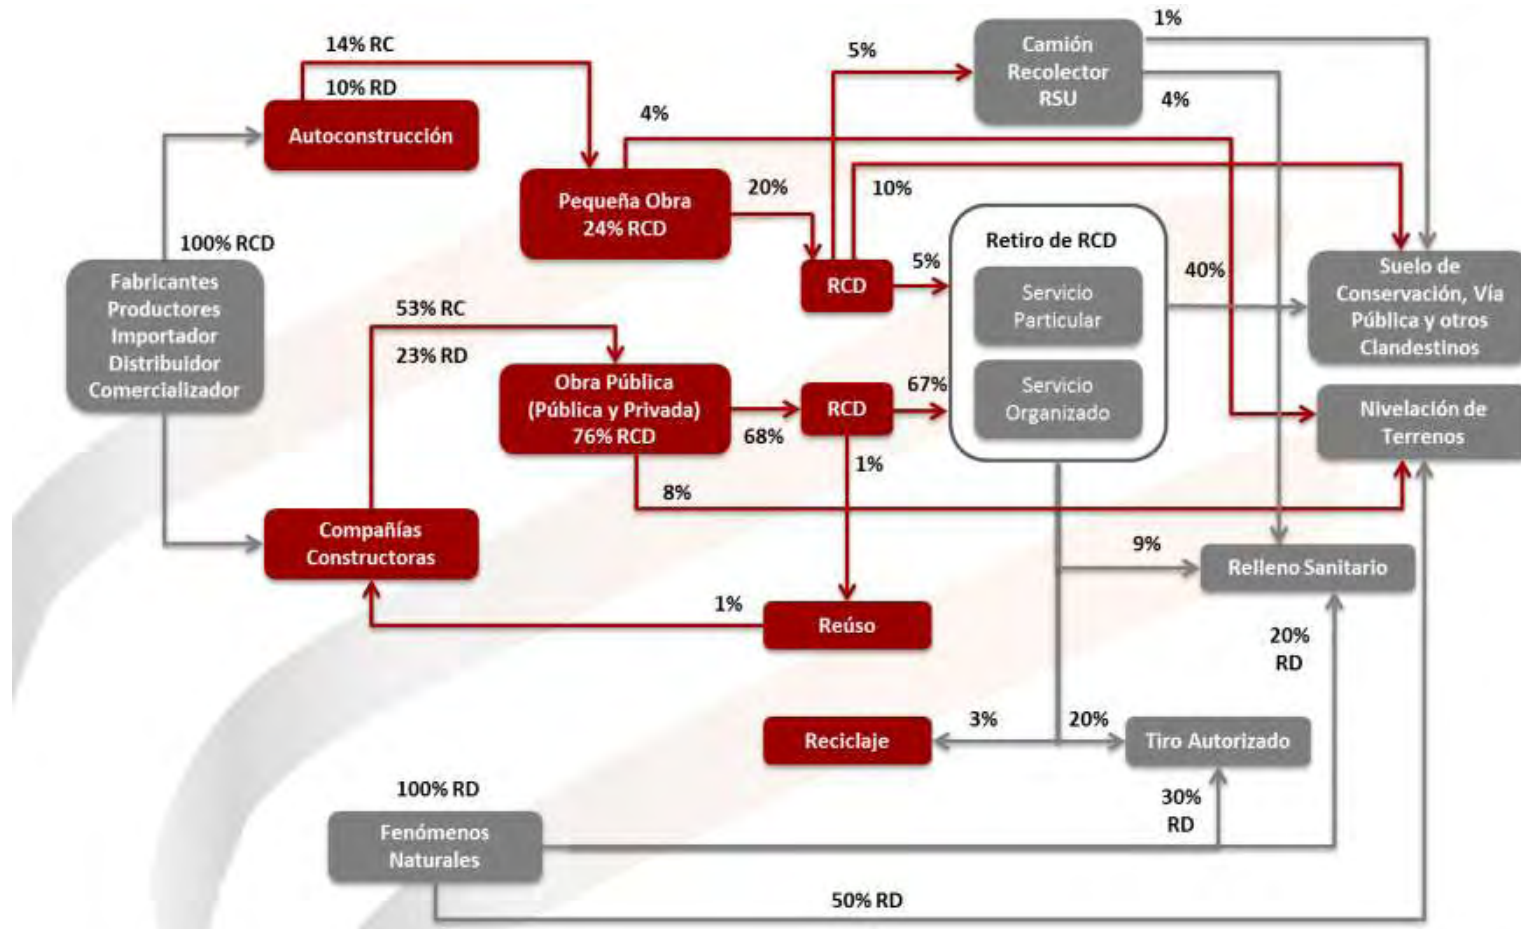 14% RC
10% RD
Autoconstrucción
100% RCD
Fabricantes
Productores
Importador
Distribuidor
Comercializador
53% RC
23% RD
Compañías
Constructoras
Pequeña Obra
24% RCD
4%
20%
RCD
5%
10%
5%
Obra Pública
(Pública y Privada)
76% RCD
68%
RCD
67%
1%
8%
1%
Reúso
Camión
Recolector
RSU
1%
4%
Retiro de RCD
Servicio
Particular
Servicio
Organizado
40%
Suelo de
Conservación, Vía
Pública y otros
Clandestinos
Nivelación de
Terrenos
9%
Relleno Sanitario
20%
RD
Reciclaje
3%
20%
Tiro Autorizado
30%
RD
100% RD
Fenómenos
Naturales
50% RD